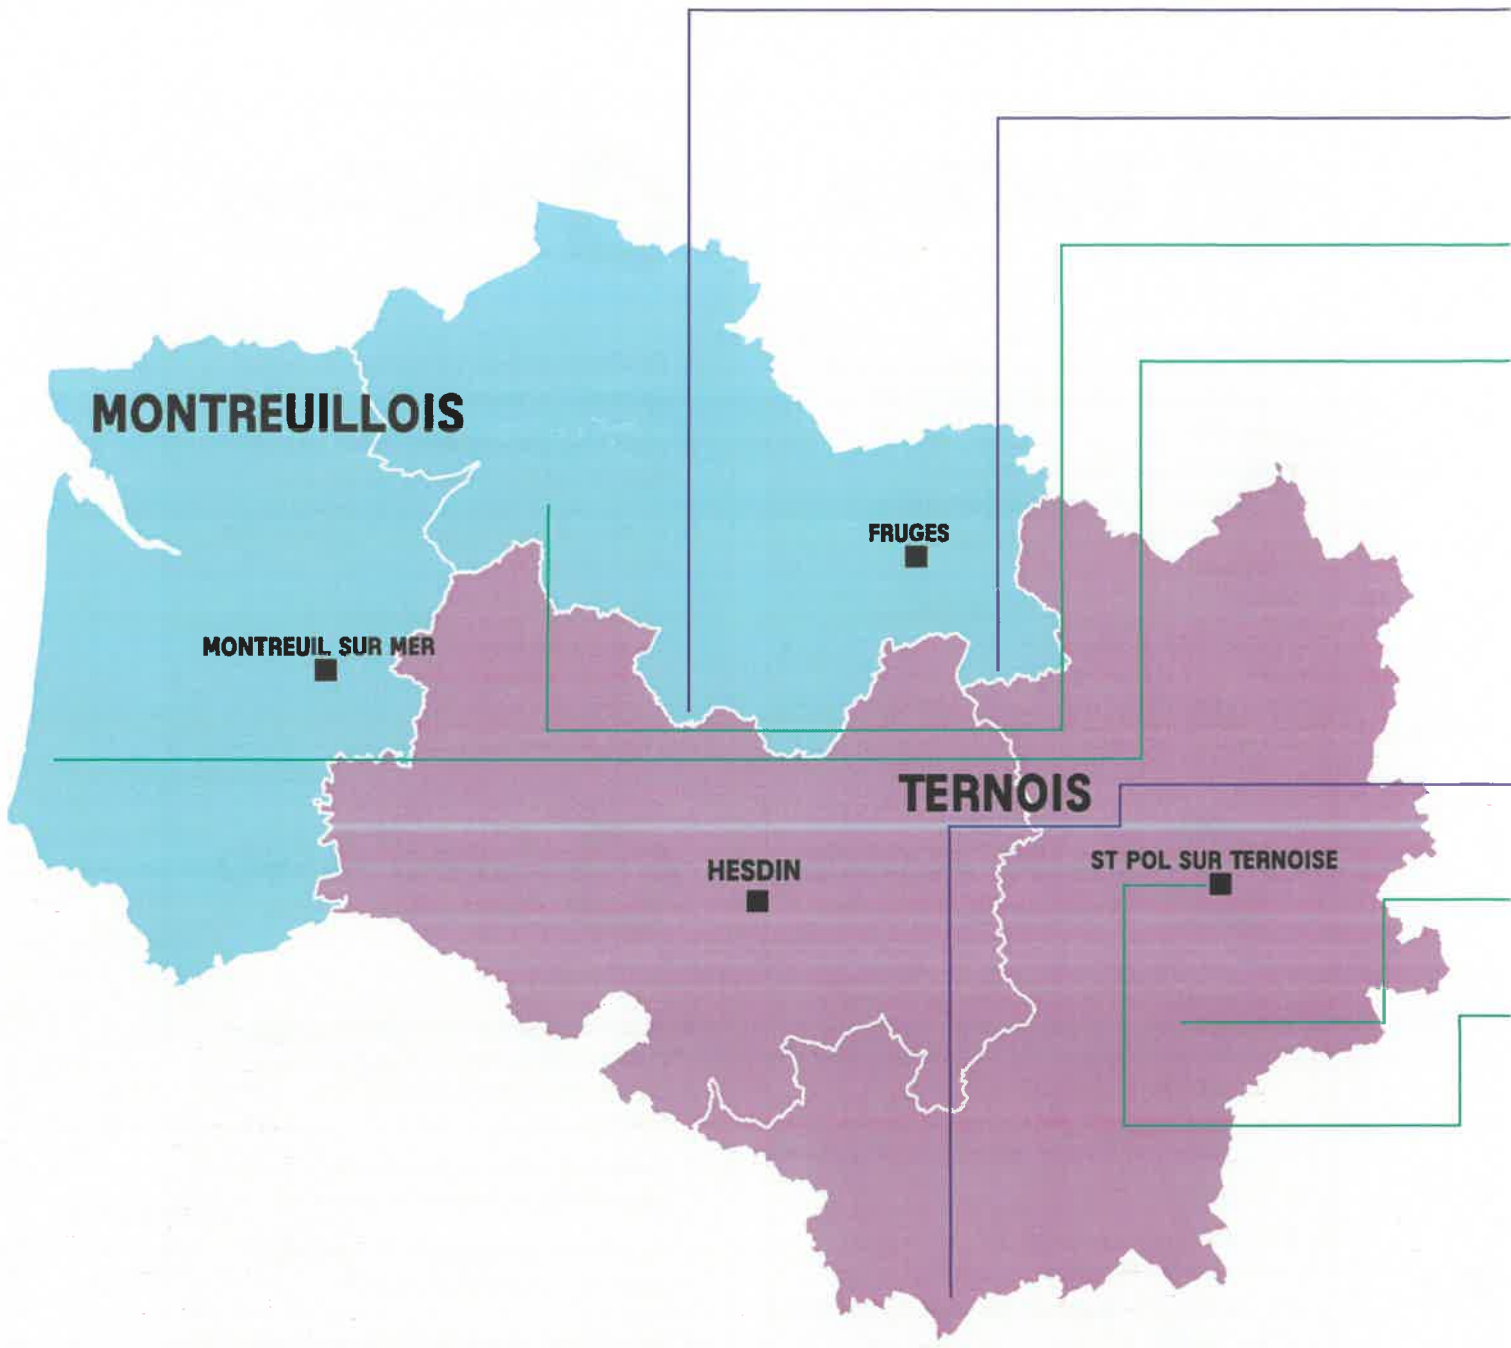 MONTREUILLOIS
FRUGES
MONTREUIL SUR MER
TERNOIS
ST POL SUR TERNOISE
HESDIN